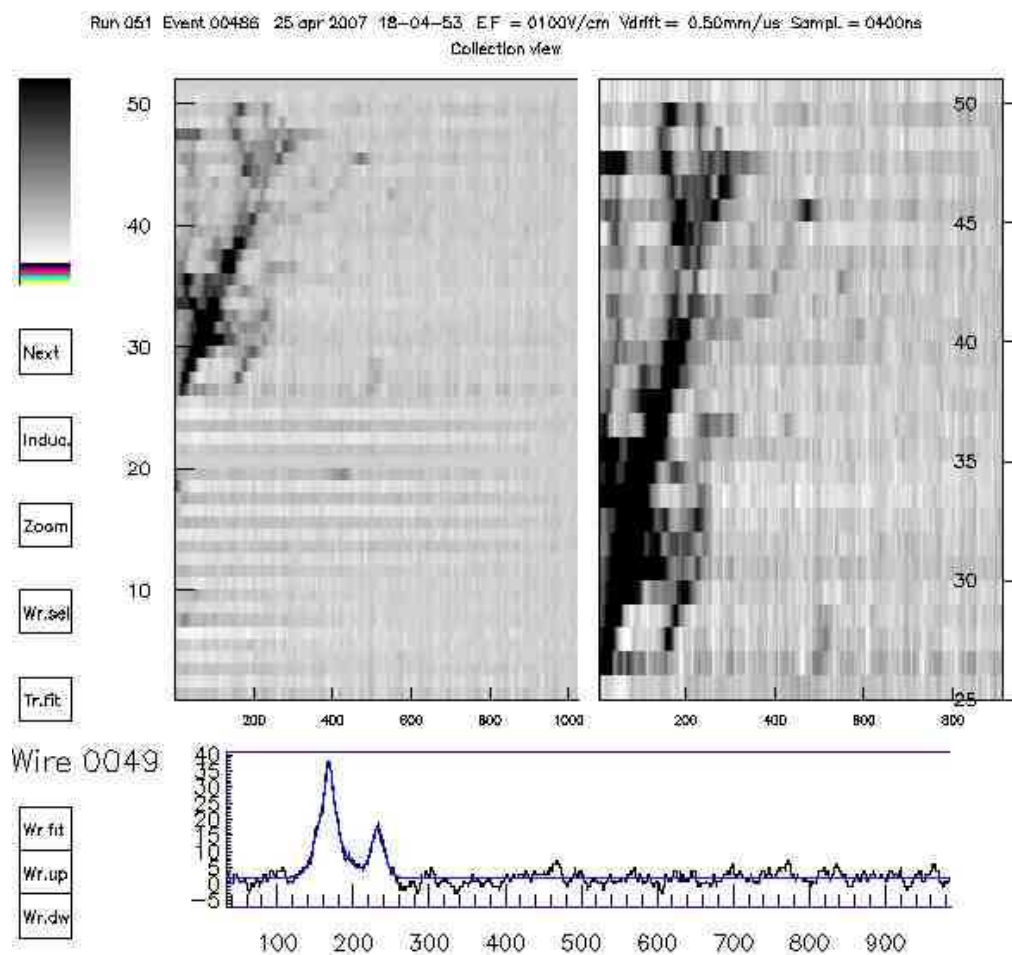 Run 051 Event 00486 25 apr 2007 18-04-53 E.F = 0100V/cm Vdrift = 0.50mm/us Sampl. = 0400ns
Collection view
50
40
30
20
10
200 400 600 800 1000
50
45
40
35
30
25
200 400 600 800
Next
Induc.
Zoom
Wr.sel
Tr.fit
Wire 0049
Wr.fit
Wr.up
Wr.dw
40
35
30
25
20
15
10
5
0
-5
100 200 300 400 500 600 700 800 900